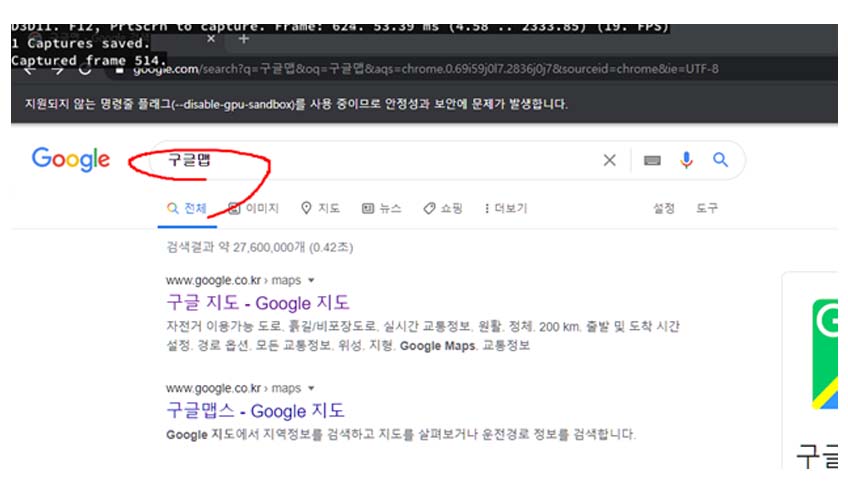 D3D11. F12, PrtScrn to capture. Frame: 624. 53.39 ms (4.58 .. 2333.85) (19. FPS)
1 Captures saved.
Captured frame 514.
google.com/search?q=구글맵&oq=구글맵&aqs=chrome.0.69i59j0l7.2836j0j7&sourceid=chrome&ie=UTF-8
지원되지 않는 명령줄 플래그(--disable-gpu-sandbox)를 사용 중이므로 안정성과 보안에 문제가 발생합니다.
Google 구글맵
전체 이미지 지도 뉴스 쇼핑 더보기 설정 도구
검색결과 약 27,600,000개 (0.42초)
www.google.co.kr › maps
구글 지도 - Google 지도
자전거 이용가능 도로. 흙길/비포장도로. 실시간 교통정보. 원활. 정체. 200 km. 출발 및 도착 시간
설정. 경로 옵션. 모든 교통정보. 위성. 지형. Google Maps. 교통정보
www.google.co.kr › maps
구글맵스 - Google 지도
Google 지도에서 지역정보를 검색하고 지도를 살펴보거나 운전경로 정보를 검색합니다.
구글